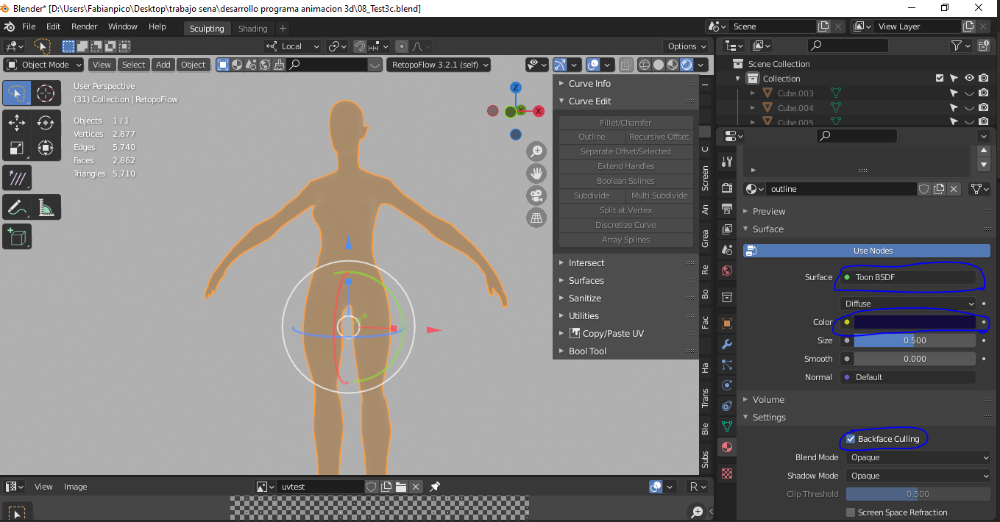 Blender* [D:\Users\Fabianpico\Desktop\trabajo sena\desarrollo programa animacion 3d\08_Test3c.blend]
File Edit Render Window Help Sculpting Shading + Scene View Layer
Local Options
Object Mode View Select Add Object RetopoFlow 3.2.1 (self)
User Perspective
(31) Collection | RetopoFlow
Objects 1 / 1
Vertices 2,877
Edges 5,740
Faces 2,862
Triangles 5,710
Z
Y
X
Curve Info
Curve Edit
Fillet/Chamfer
Outline Recursive Offset
Separate Offset/Selected
Extend Handles
Boolean Splines
Subdivide Multi Subdivide
Split at Vertex
Discretize Curve
Array Splines
Intersect
Surfaces
Sanitize
Utilities
Copy/Paste UV
Bool Tool
C
Screen
An
Grea
Re
Bo
Fac
Ha
Trans
Ble
Subs
Scene Collection
Collection
Cube.003
Cube.004
Cube.005
outline
Preview
Surface
Use Nodes
Surface Toon BSDF
Diffuse
Color
Size 0.500
Smooth 0.000
Normal Default
Volume
Settings
Backface Culling
Blend Mode Opaque
Shadow Mode Opaque
Clip Threshold 0.500
Screen Space Refraction
View Image uvtest R